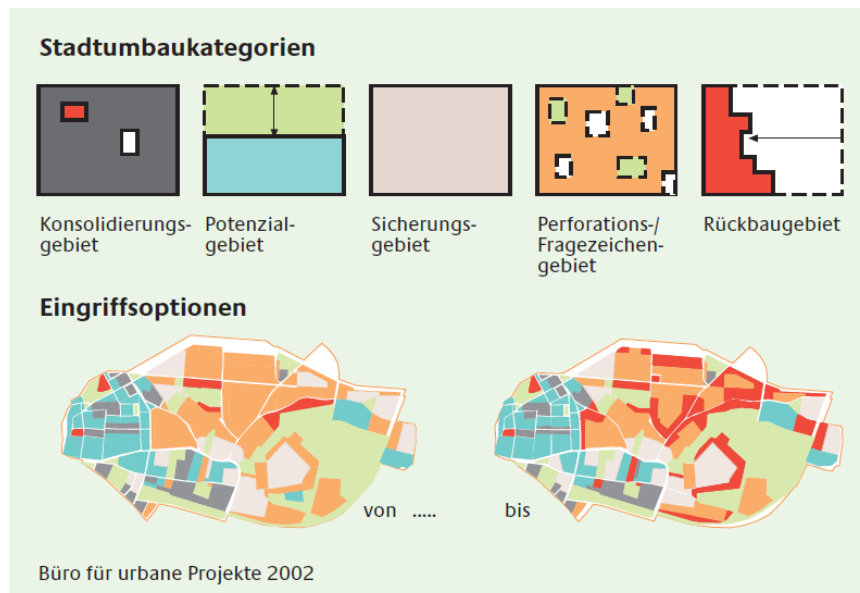 Stadtumbaukategorien
Konsolidierungs-
gebiet
Potenzial-
gebiet
Sicherungs-
gebiet
Perforations-/
Fragezeichen-
gebiet
Rückbaugebiet
Eingriffsoptionen
von .....
bis
Büro für urbane Projekte 2002